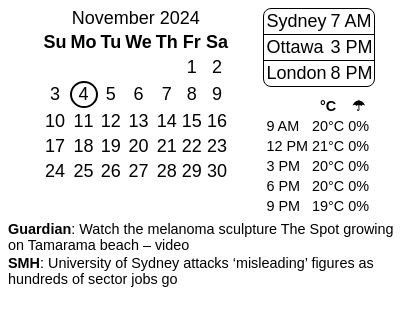 November 2024
Su Mo Tu We Th Fr Sa
1 2
3 4 5 6 7 8 9
10 11 12 13 14 15 16
17 18 19 20 21 22 23
24 25 26 27 28 29 30
Sydney 7 AM
Ottawa 3 PM
London 8 PM
°C ☂
9 AM 20°C 0%
12 PM 21°C 0%
3 PM 20°C 0%
6 PM 20°C 0%
9 PM 19°C 0%
Guardian: Watch the melanoma sculpture The Spot growing
on Tamarama beach – video
SMH: University of Sydney attacks ‘misleading’ figures as
hundreds of sector jobs go